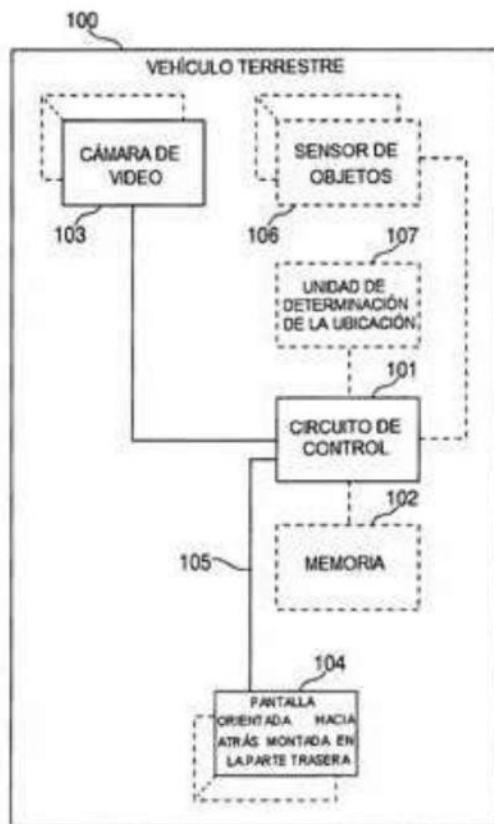 100
VEHÍCULO TERRESTRE
CÁMARA DE
VIDEO
103
SENSOR DE
OBJETOS
106
107
UNIDAD DE
DETERMINACIÓN
DE LA UBICACIÓN
101
CIRCUITO DE
CONTROL
102
MEMORIA
105
104
PANTALLA
ORIENTADA HACIA
ATRÁS MONTADA EN
LA PARTE TRASERA